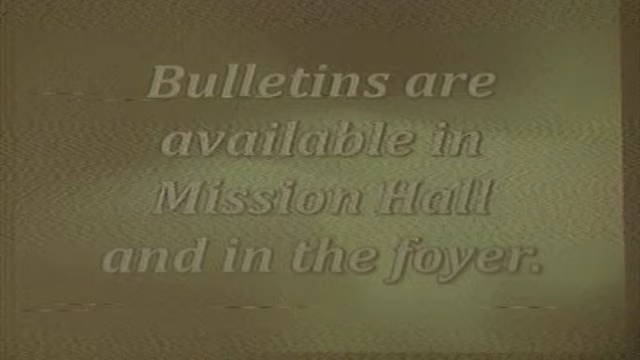 Bulletins are
available in
Mission Hall
and in the foyer.